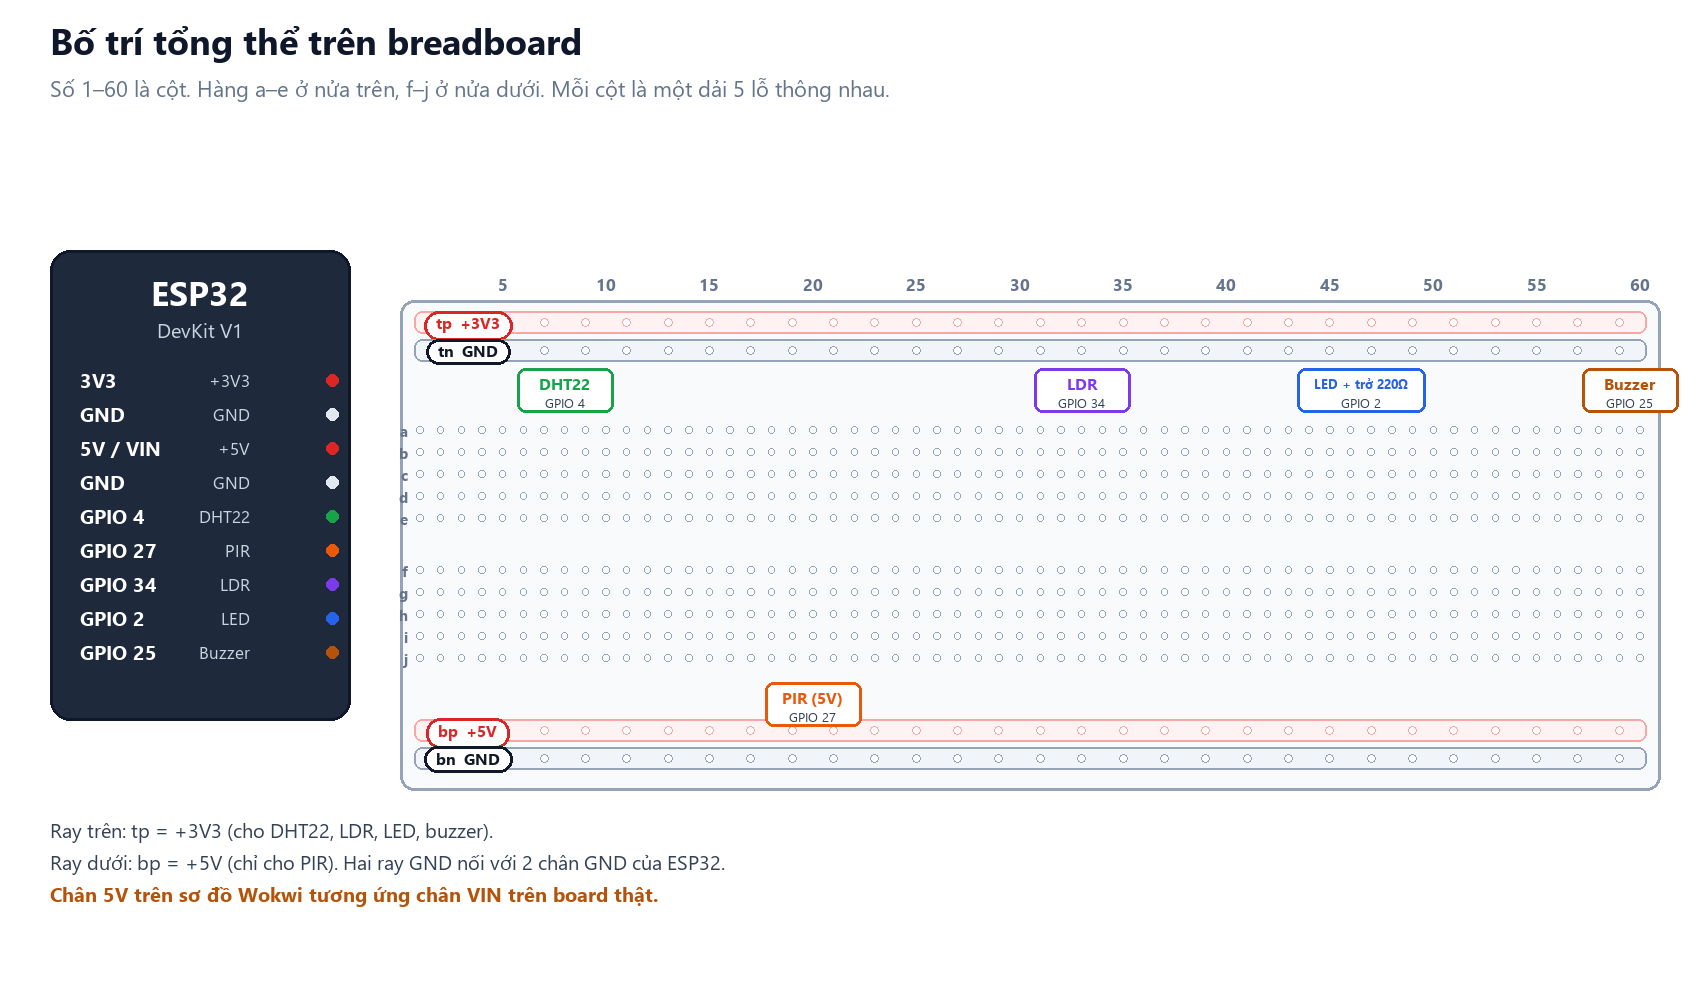 Bố trí tổng thể trên breadboard
Số 1–60 là cột. Hàng a–e ở nửa trên, f–j ở nửa dưới. Mỗi cột là một dải 5 lỗ thông nhau.
ESP32
DevKit V1
3V3 +3V3
GND GND
5V / VIN +5V
GND GND
GPIO 4 DHT22
GPIO 27 PIR
GPIO 34 LDR
GPIO 2 LED
GPIO 25 Buzzer
5 10 15 20 25 30 35 40 45 50 55 60
tp +3V3
tn GND
DHT22
GPIO 4
LDR
GPIO 34
LED + trở 220Ω
GPIO 2
Buzzer
GPIO 25
a
b
c
d
e
f
g
h
i
j
PIR (5V)
GPIO 27
bp +5V
bn GND
Ray trên: tp = +3V3 (cho DHT22, LDR, LED, buzzer).
Ray dưới: bp = +5V (chỉ cho PIR). Hai ray GND nối với 2 chân GND của ESP32.
Chân 5V trên sơ đồ Wokwi tương ứng chân VIN trên board thật.